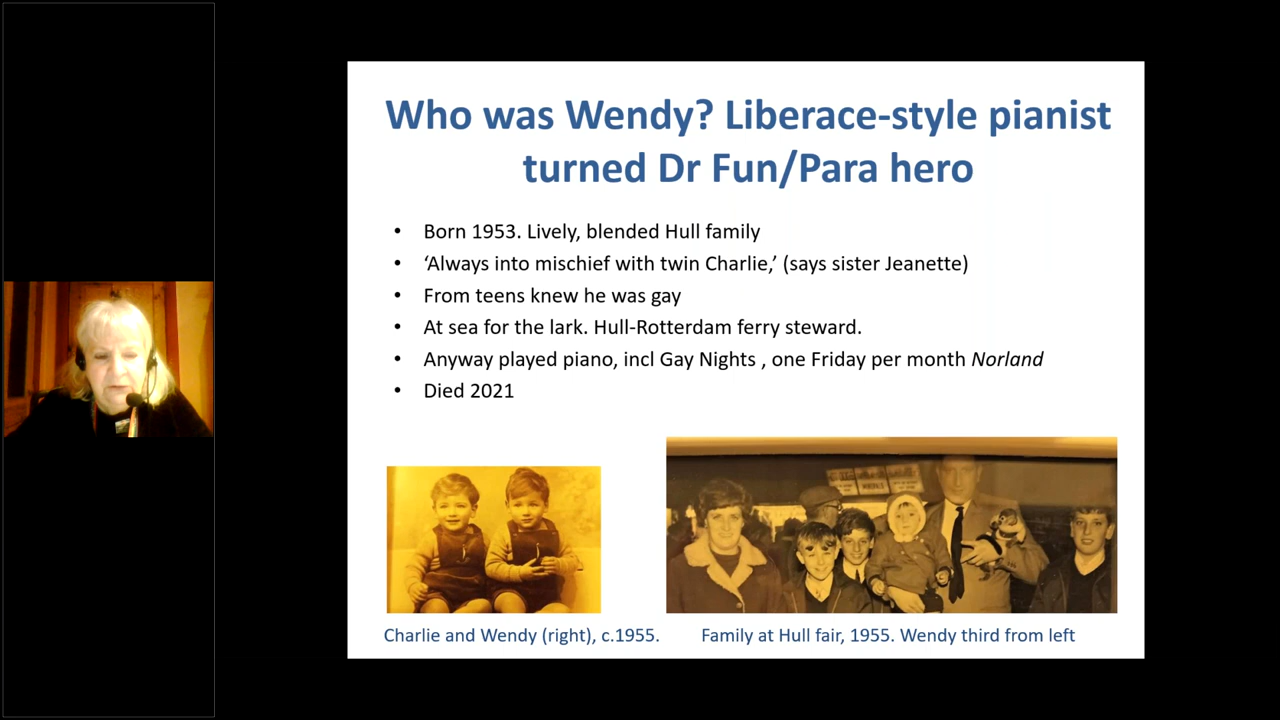 Who was Wendy? Liberace-style pianist
turned Dr Fun/Para hero
• Born 1953. Lively, blended Hull family
• ‘Always into mischief with twin Charlie,’ (says sister Jeanette)
• From teens knew he was gay
• At sea for the lark. Hull-Rotterdam ferry steward.
• Anyway played piano, incl Gay Nights , one Friday per month Norland
• Died 2021
Charlie and Wendy (right), c.1955.
Family at Hull fair, 1955. Wendy third from left